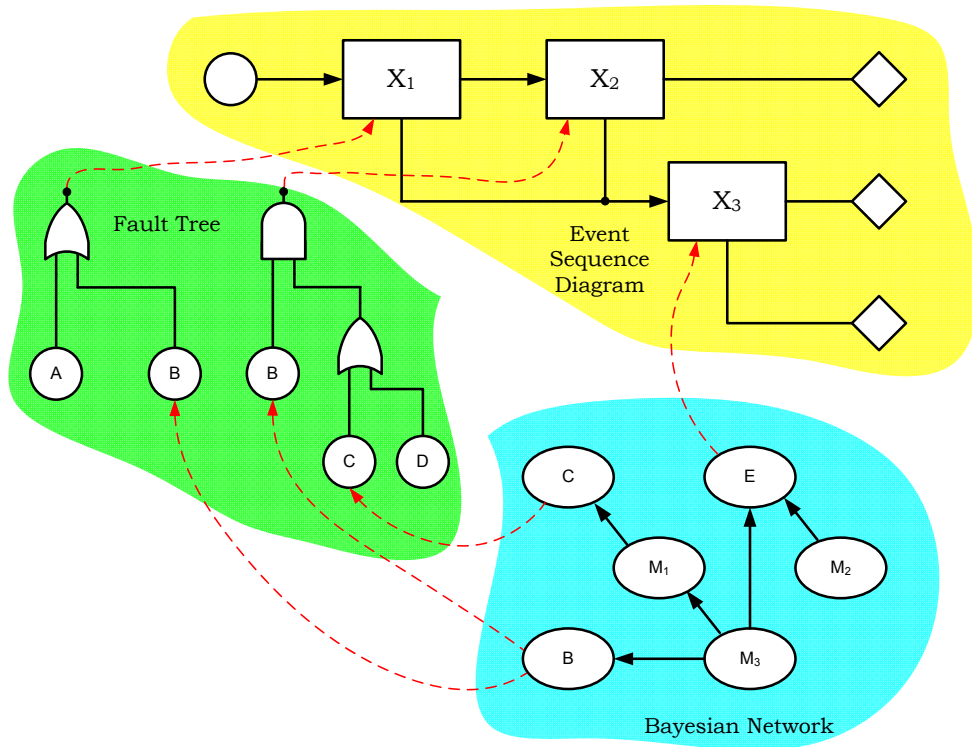 X₁
X₂
X₃
Event
Sequence
Diagram
Fault Tree
A
B
B
C
D
C
E
M₁
M₂
B
M₃
Bayesian Network